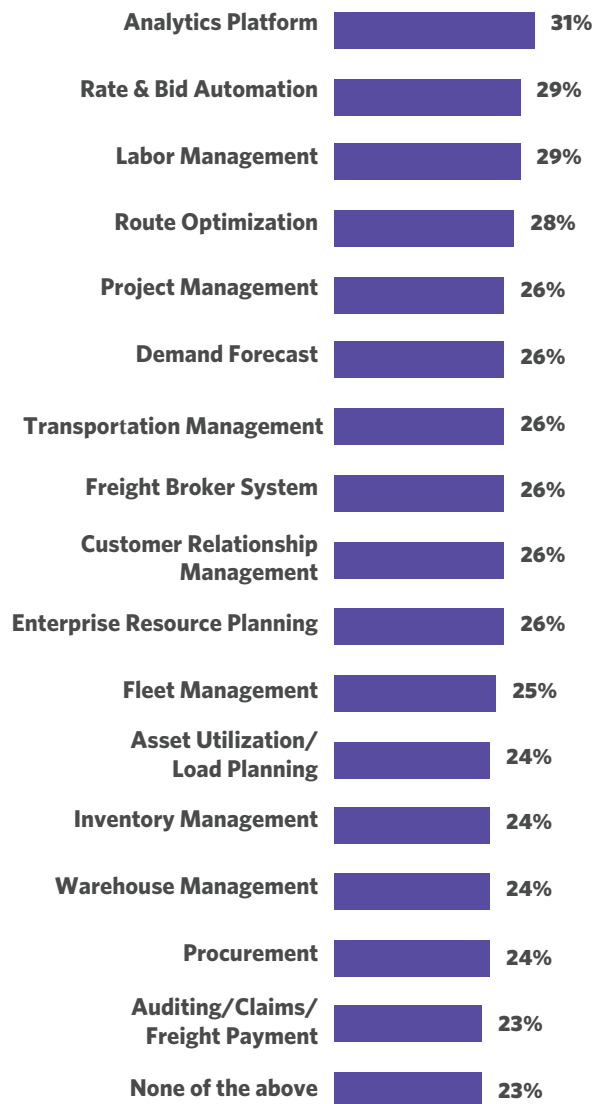 Analytics Platform 31%
Rate & Bid Automation 29%
Labor Management 29%
Route Optimization 28%
Project Management 26%
Demand Forecast 26%
Transportation Management 26%
Freight Broker System 26%
Customer Relationship
Management 26%
Enterprise Resource Planning 26%
Fleet Management 25%
Asset Utilization/
Load Planning 24%
Inventory Management 24%
Warehouse Management 24%
Procurement 24%
Auditing/Claims/
Freight Payment 23%
None of the above 23%